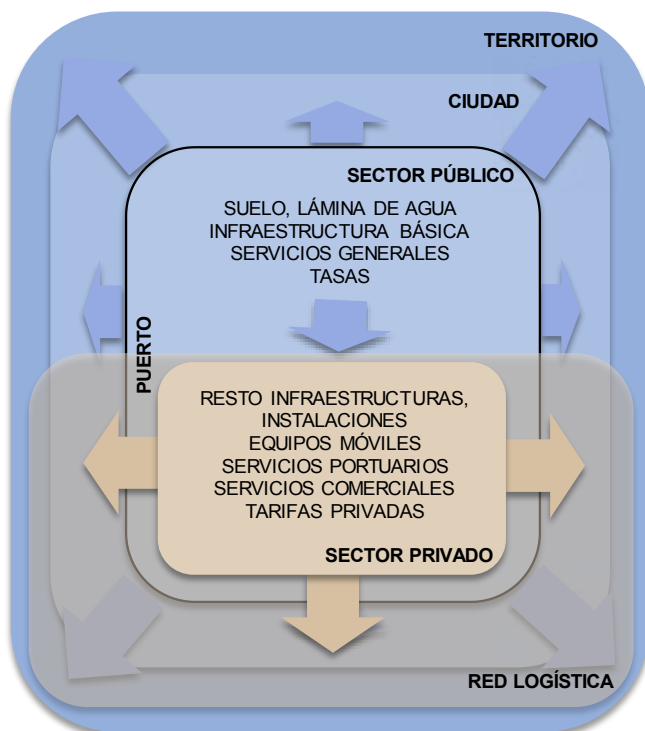 TERRITORIO
CIUDAD
SECTOR PÚBLICO
SUELO, LÁMINA DE AGUA
INFRAESTRUCTURA BÁSICA
SERVICIOS GENERALES
TASAS
PUERTO
RESTO INFRAESTRUCTURAS,
INSTALACIONES
EQUIPOS MÓVILES
SERVICIOS PORTUARIOS
SERVICIOS COMERCIALES
TARIFAS PRIVADAS
SECTOR PRIVADO
RED LOGÍSTICA